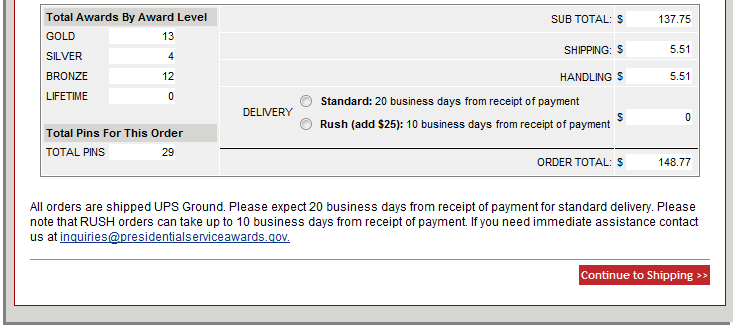 Total Awards By Award Level
GOLD 13
SILVER 4
BRONZE 12
LIFETIME 0
Total Pins For This Order
TOTAL PINS 29
SUB TOTAL: $ 137.75
SHIPPING: $ 5.51
HANDLING $ 5.51
DELIVERY
Standard: 20 business days from receipt of payment
Rush (add $25): 10 business days from receipt of payment
$ 0
ORDER TOTAL: $ 148.77
All orders are shipped UPS Ground. Please expect 20 business days from receipt of payment for standard delivery. Please
note that RUSH orders can take up to 10 business days from receipt of payment. If you need immediate assistance contact
us at inquiries@presidentialserviceawards.gov.
Continue to Shipping >>